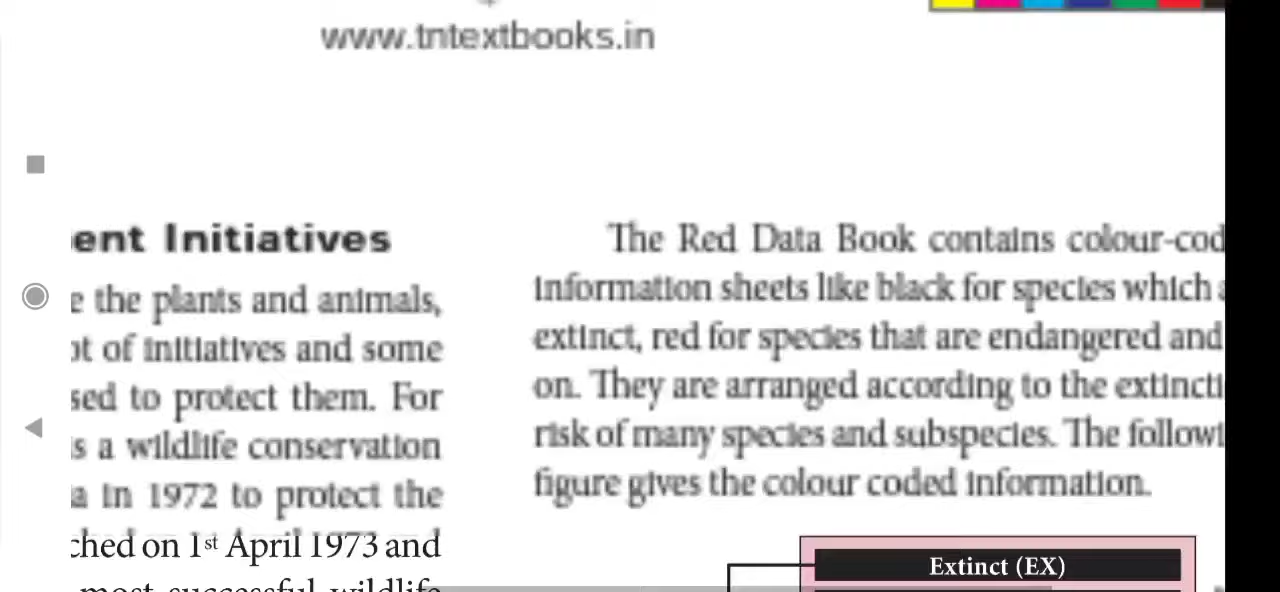 www.tntextbooks.in
ent Initiatives
e the plants and animals,
ot of initiatives and some
sed to protect them. For
s a wildlife conservation
a in 1972 to protect the
ched on 1st April 1973 and
most successful wildlife
The Red Data Book contains colour-cod
information sheets like black for species which a
extinct, red for species that are endangered and
on. They are arranged according to the extincti
risk of many species and subspecies. The followi
figure gives the colour coded information.
Extinct (EX)